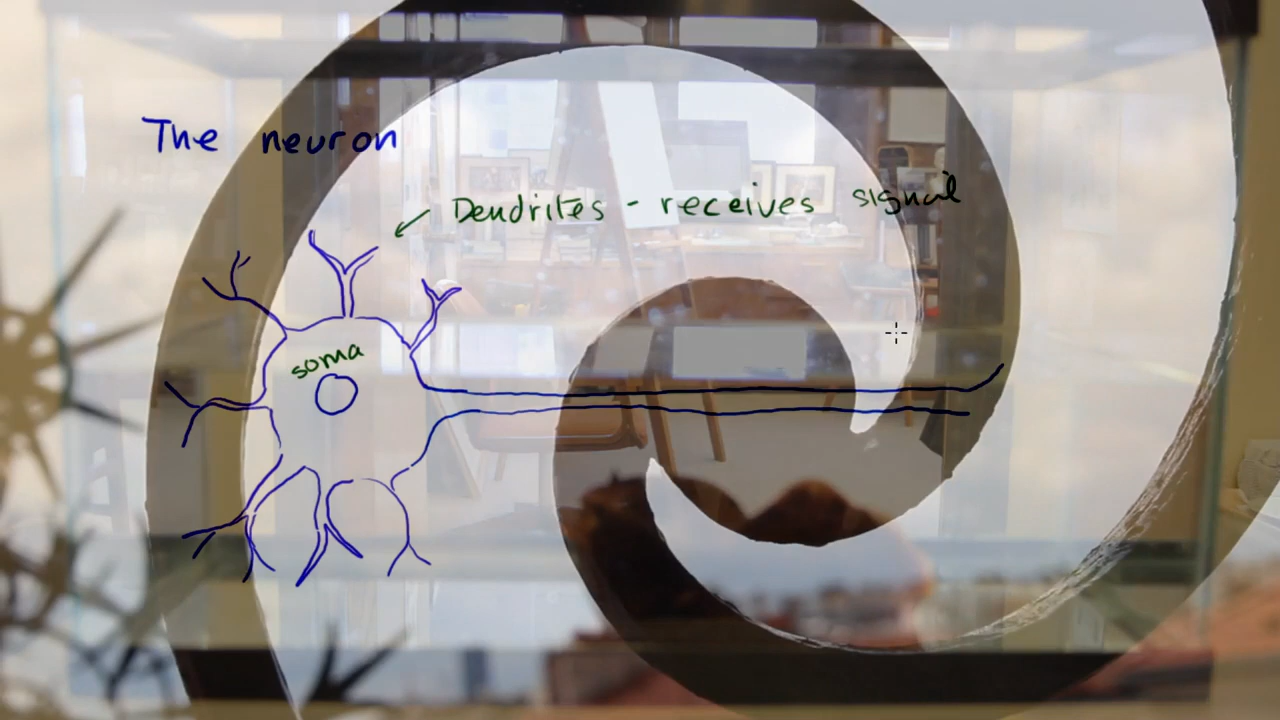 The neuron
Dendrites - receives signal
soma